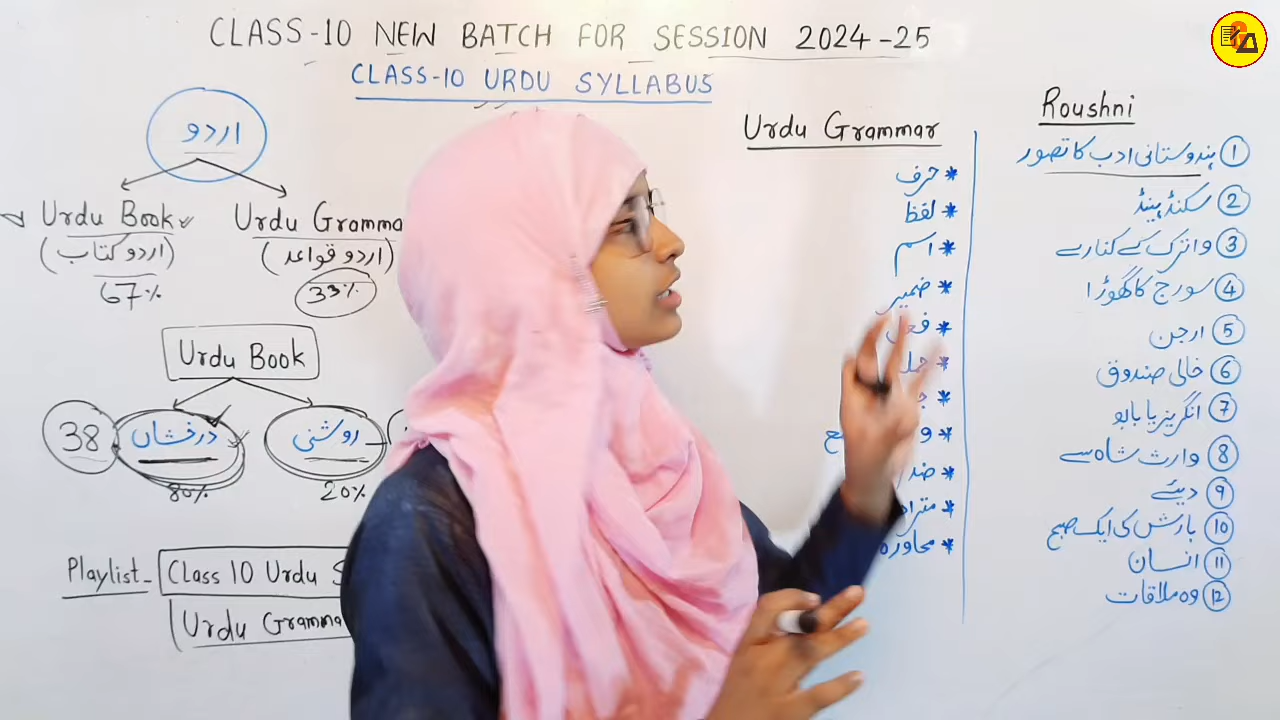 CLASS-10 NEW BATCH FOR SESSION 2024-25
CLASS-10 URDU SYLLABUS
اردو
Urdu Book
(اردو کتاب)
67%
Urdu Gramma
(اردو قواعد)
33%
Urdu Book
38
درخشاں
80%
روشنی
20%
Playlist-
Class 10 Urdu S
Urdu Gramma
Urdu Grammar
* حرف
* لفظ
* اسم
* ضمیر
* فعل
* محاورہ
Roushni
① ہندوستانی ادب کا تصور
② سکنڈ ہینڈ
③ وانرک کے کنارے
④ سورج کا گھوڑا
⑤ ارجن
⑥ خالی صندوق
⑦ انگریزیا بابو
⑧ وارث شاہ سے
⑨ دیئے
⑩ بارش کی ایک صبح
⑪ انسان
⑫ وہ ملاقات